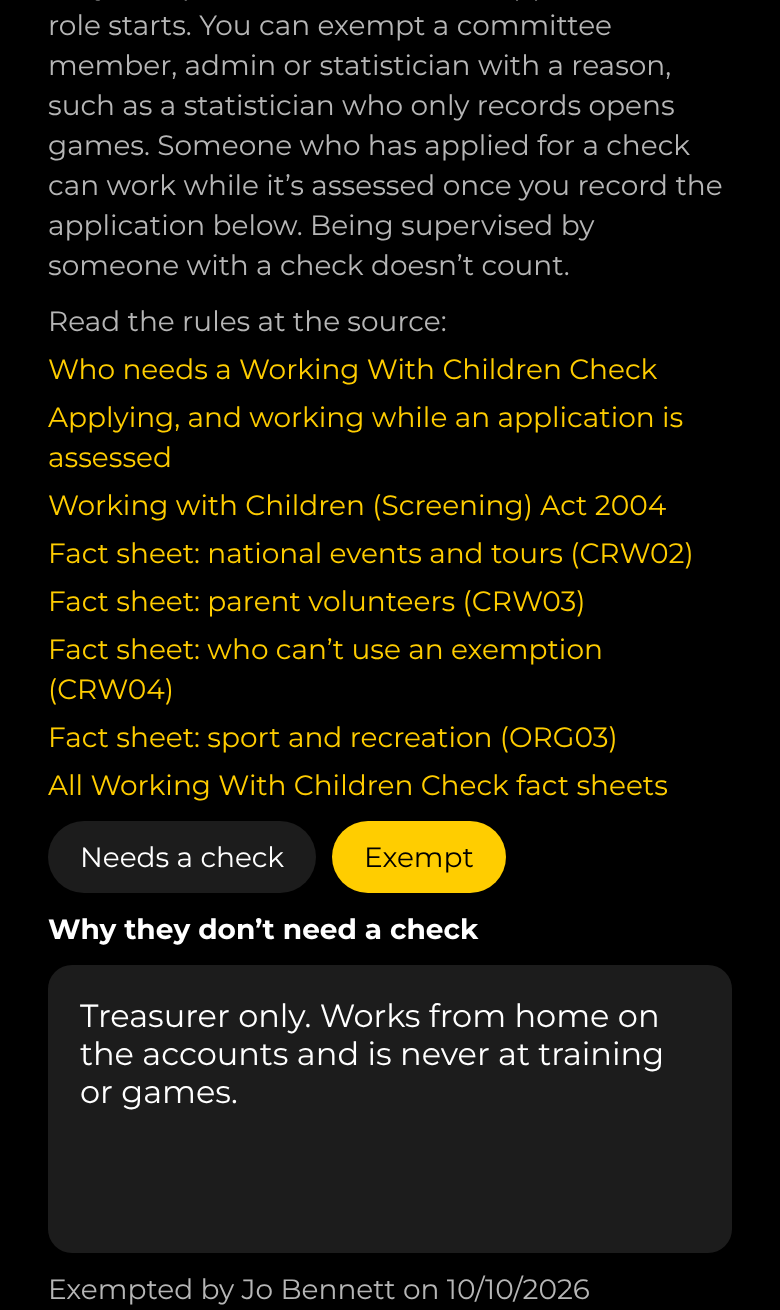 role starts. You can exempt a committee
member, admin or statistician with a reason,
such as a statistician who only records opens
games. Someone who has applied for a check
can work while it’s assessed once you record the
application below. Being supervised by
someone with a check doesn’t count.
Read the rules at the source:
Who needs a Working With Children Check
Applying, and working while an application is
assessed
Working with Children (Screening) Act 2004
Fact sheet: national events and tours (CRW02)
Fact sheet: parent volunteers (CRW03)
Fact sheet: who can’t use an exemption
(CRW04)
Fact sheet: sport and recreation (ORG03)
All Working With Children Check fact sheets
Needs a check
Exempt
Why they don’t need a check
Treasurer only. Works from home on
the accounts and is never at training
or games.
Exempted by Jo Bennett on 10/10/2026